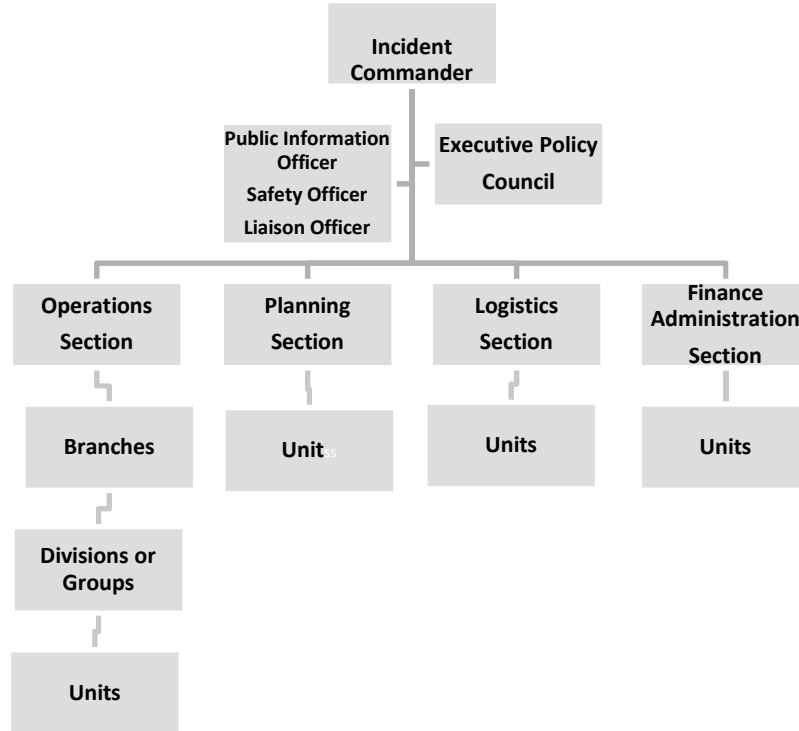 Incident
Commander
Public Information
Officer
Safety Officer
Liaison Officer
Executive Policy
Council
Operations
Section
Planning
Section
Logistics
Section
Finance
Administration
Section
Branches
Unitss
Units
Units
Divisions or
Groups
Units